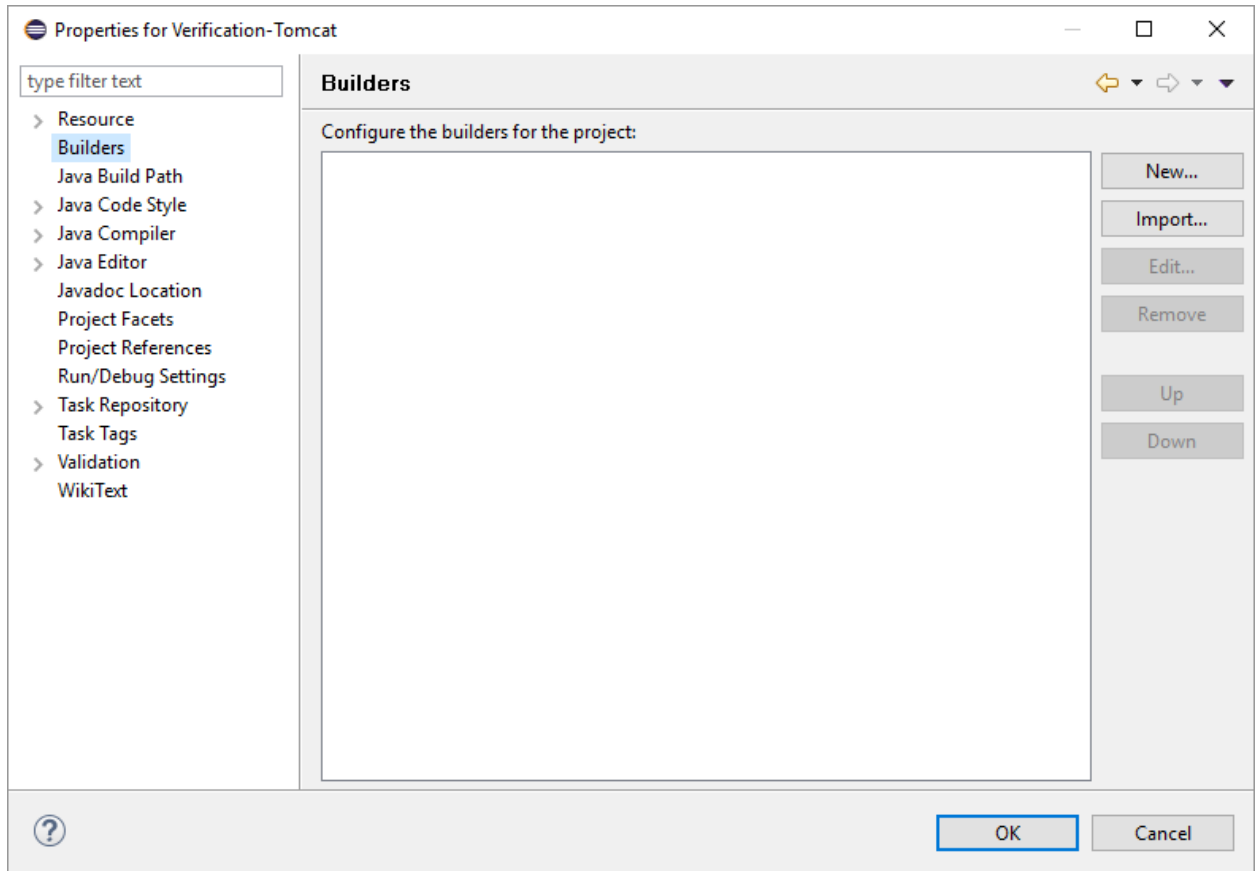 Properties for Verification-Tomcat
type filter text
Resource
Builders
Java Build Path
Java Code Style
Java Compiler
Java Editor
Javadoc Location
Project Facets
Project References
Run/Debug Settings
Task Repository
Task Tags
Validation
WikiText
Builders
Configure the builders for the project:
New...
Import...
Edit...
Remove
Up
Down
?
OK
Cancel